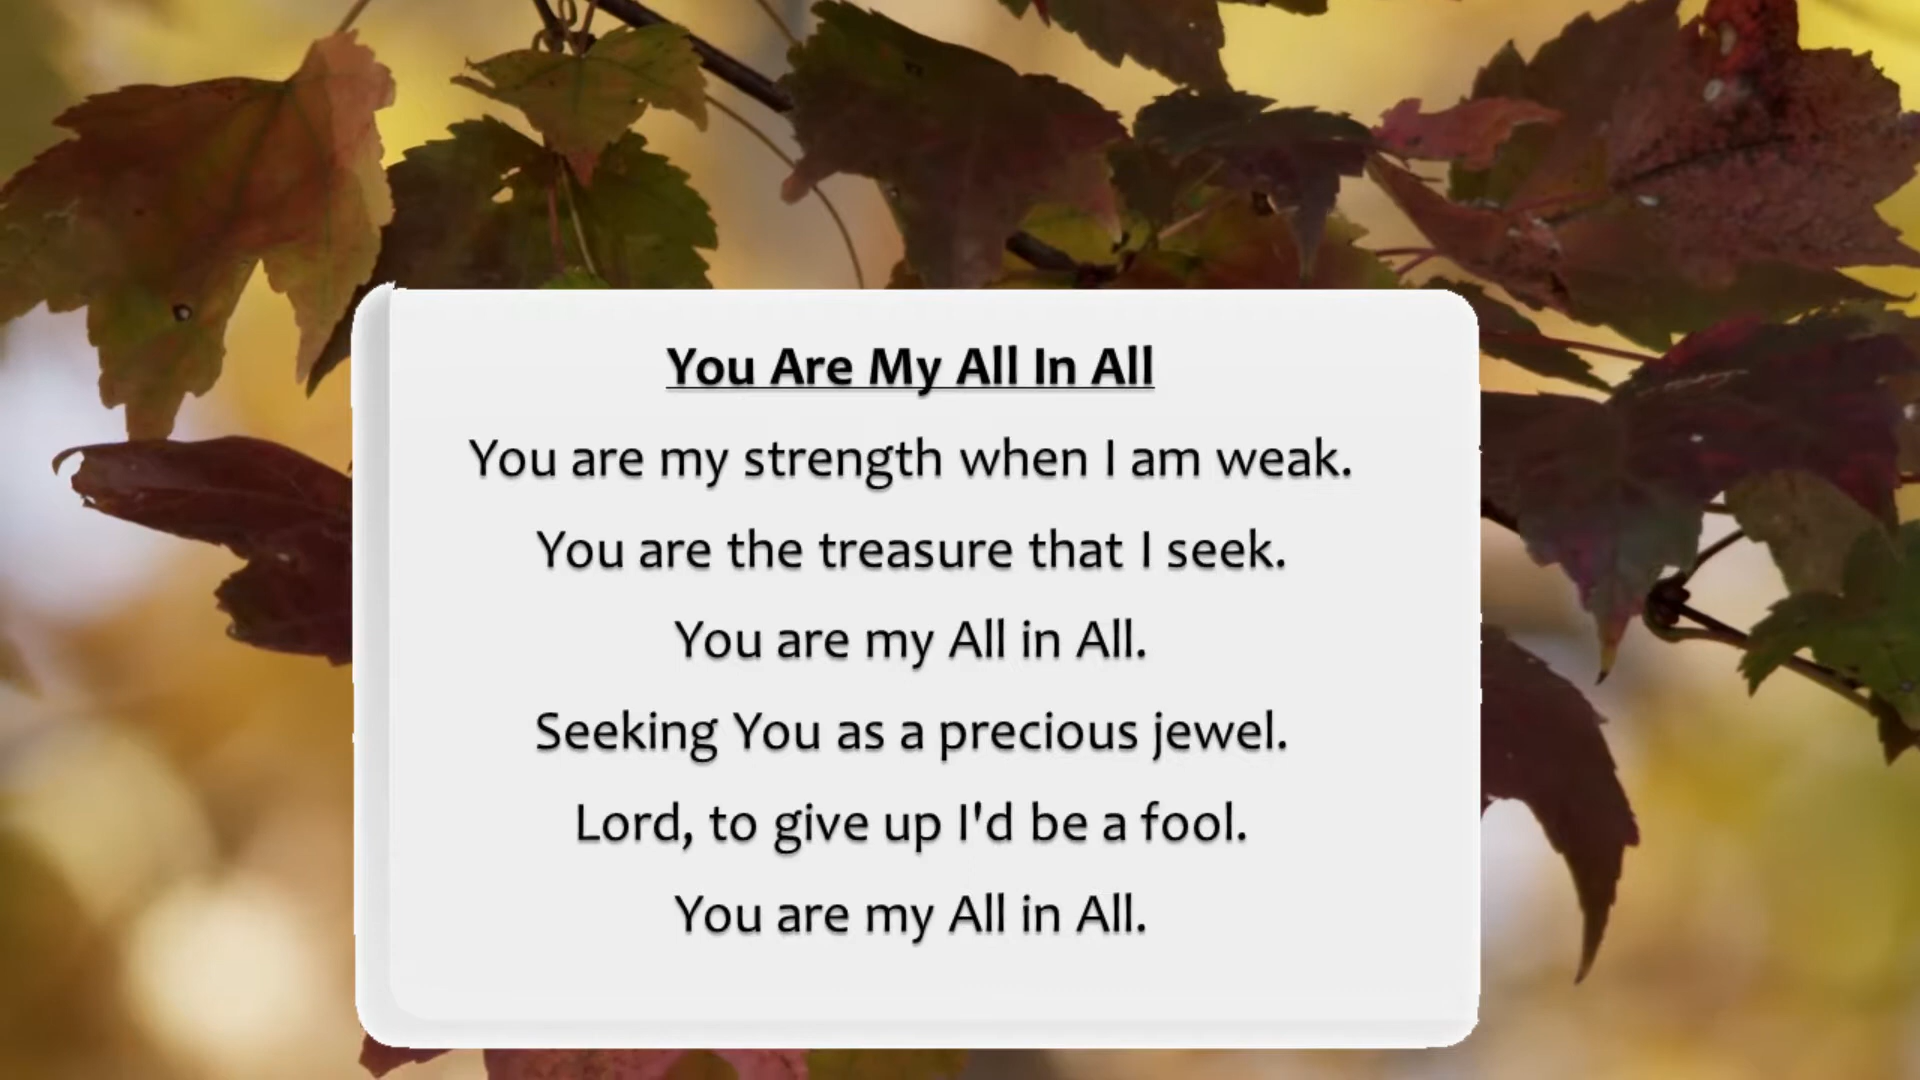 You Are My All In All
You are my strength when I am weak.
You are the treasure that I seek.
You are my All in All.
Seeking You as a precious jewel.
Lord, to give up I'd be a fool.
You are my All in All.